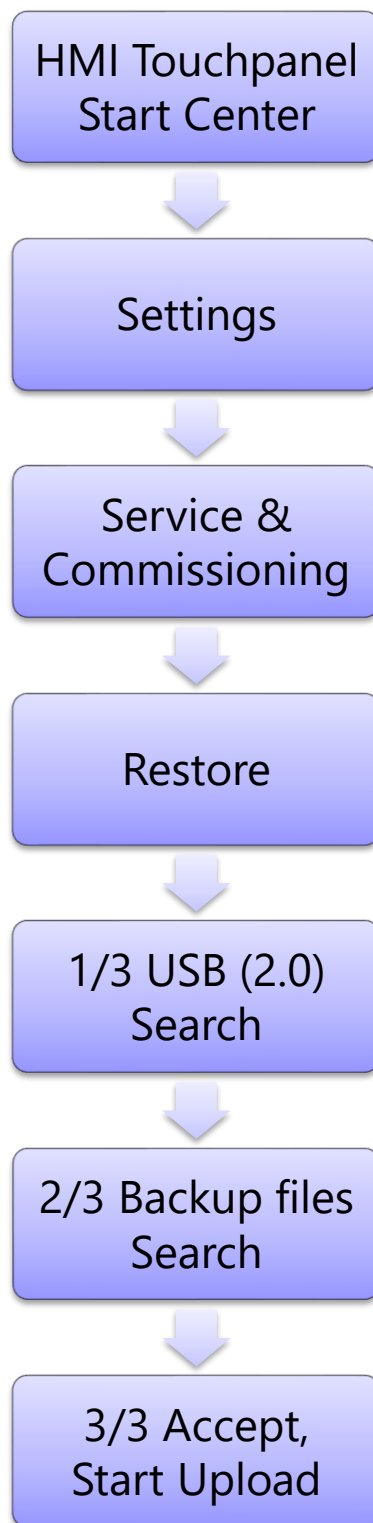 HMI Touchpanel
Start Center
Settings
Service &
Commissioning
Restore
1/3 USB (2.0)
Search
2/3 Backup files
Search
3/3 Accept,
Start Upload